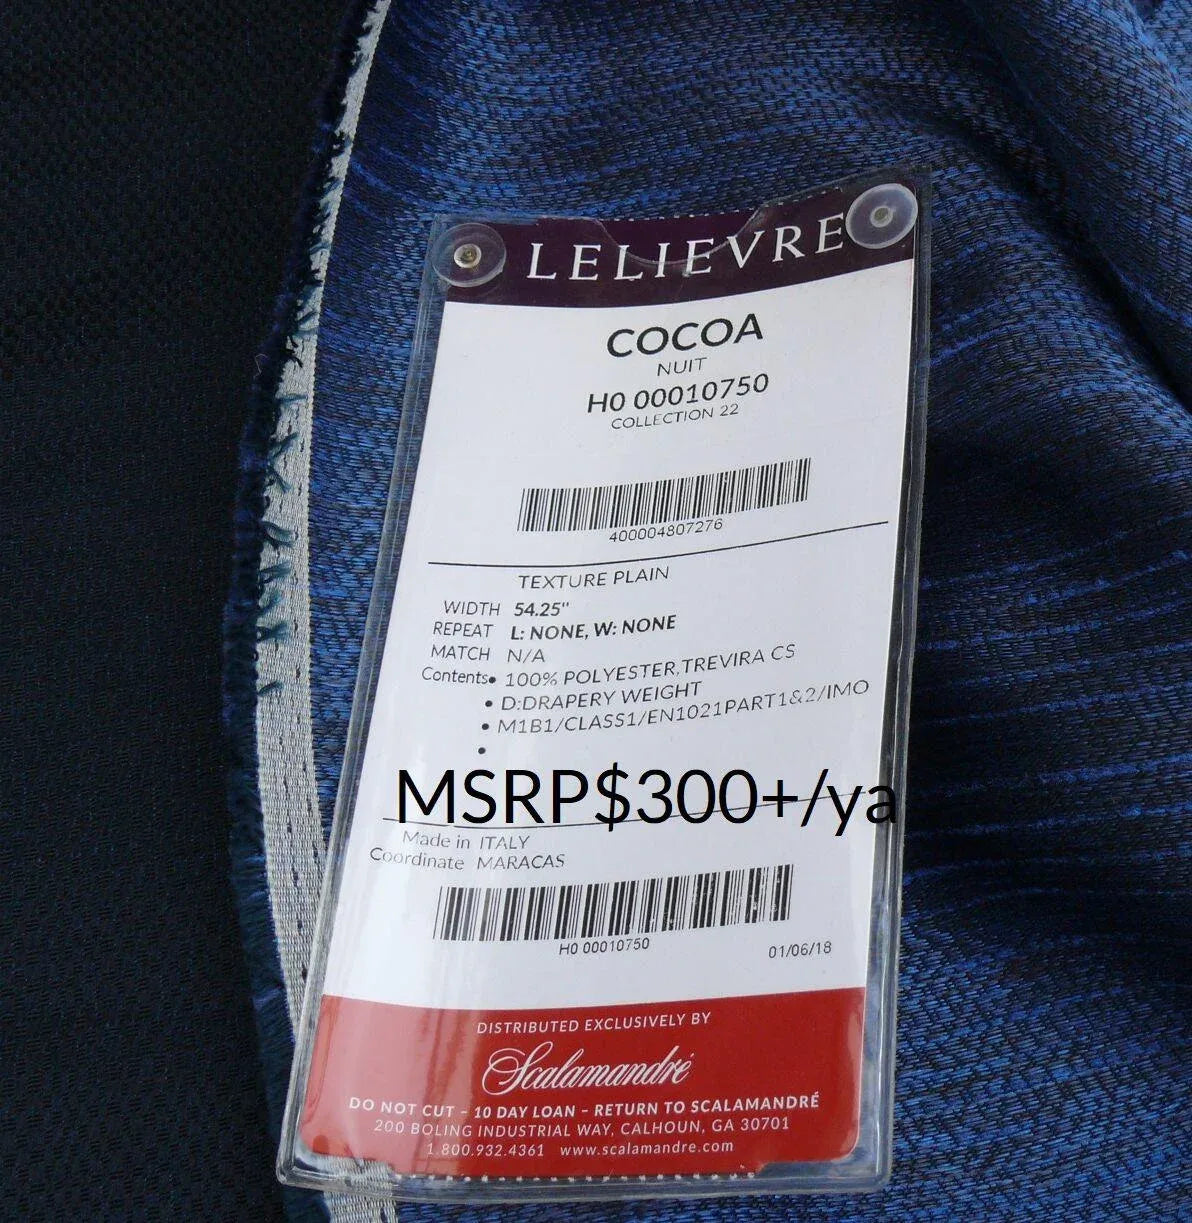 LELIEVRE
COCOA
NUIT
H0 00010750
COLLECTION 22
400004807276
TEXTURE PLAIN
WIDTH 54.25"
REPEAT L: NONE, W: NONE
MATCH N/A
Contents• 100% POLYESTER,TREVIRA CS
• D:DRAPERY WEIGHT
• M1B1/CLASS1/EN1021PART1&2/IMO
•
MSRP$300+/ya
Made in ITALY
Coordinate MARACAS
H0 00010750
01/06/18
DISTRIBUTED EXCLUSIVELY BY
Scalamandré
DO NOT CUT – 10 DAY LOAN – RETURN TO SCALAMANDRÉ
200 BOLING INDUSTRIAL WAY, CALHOUN, GA 30701
1.800.932.4361 www.scalamandre.com